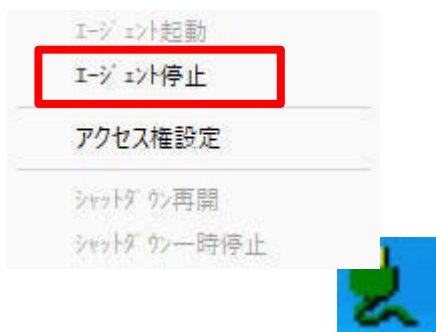 ｴｰｼﾞｪﾝﾄ起動
ｴｰｼﾞｪﾝﾄ停止
アクセス権設定
ｼｬｯﾄﾀﾞｳﾝ再開
ｼｬｯﾄﾀﾞｳﾝ一時停止